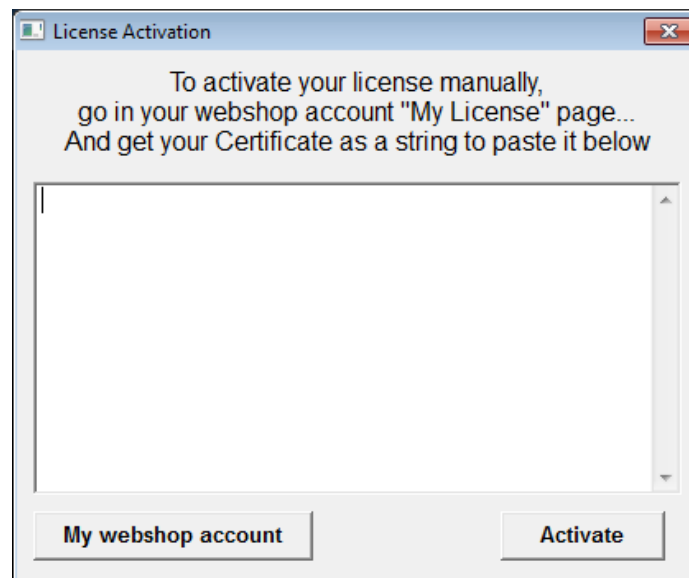 License Activation
To activate your license manually,
go in your webshop account "My License" page...
And get your Certificate as a string to paste it below
My webshop account
Activate